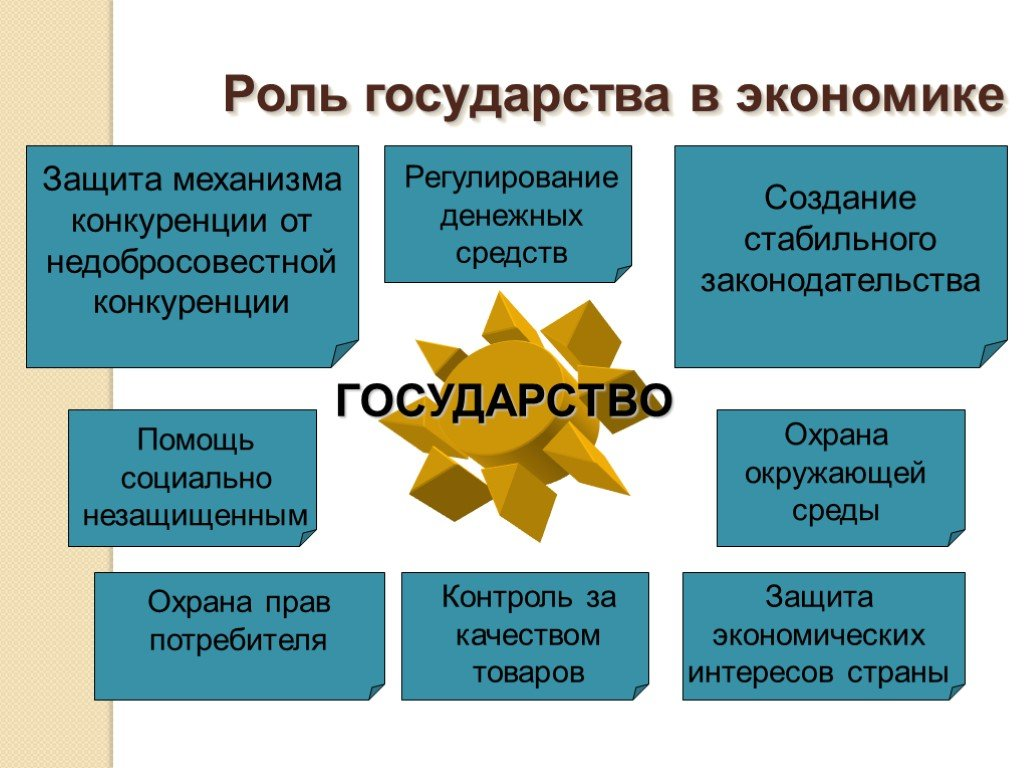 Роль государства в экономике
Защита механизма
конкуренции от
недобросовестной
конкуренции
Регулирование
денежных
средств
Создание
стабильного
законодательства
ГОСУДАРСТВО
Помощь
социально
незащищенным
Охрана
окружающей
среды
Охрана прав
потребителя
Контроль за
качеством
товаров
Защита
экономических
интересов страны